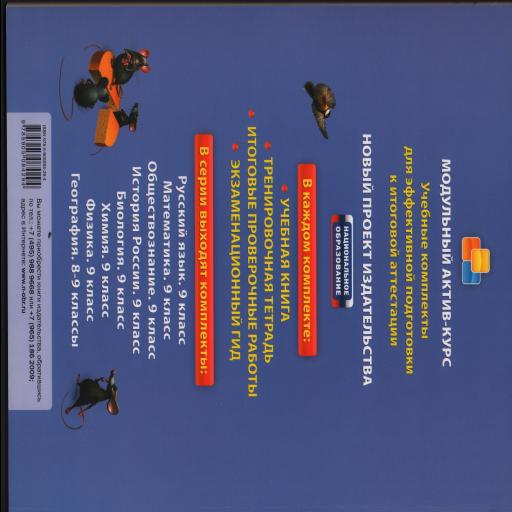 МОДУЛЬНЫЙ АКТИВ-КУРС
Учебные комплекты
для эффективной подготовки
к итоговой аттестации
НОВЫЙ ПРОЕКТ ИЗДАТЕЛЬСТВА
НАЦИОНАЛЬНОЕ
ОБРАЗОВАНИЕ
В каждом комплекте:
УЧЕБНАЯ КНИГА
ТРЕНИРОВОЧНАЯ ТЕТРАДЬ
ИТОГОВЫЕ ПРОВЕРОЧНЫЕ РАБОТЫ
ЭКЗАМЕНАЦИОННЫЙ ГИД
В серии выходят комплекты:
Русский язык. 9 класс
Математика. 9 класс
Обществознание. 9 класс
История России. 9 класс
Биология. 9 класс
Химия. 9 класс
Физика. 9 класс
География. 8-9 классы
Вы можете приобрести книги издательства, обратившись
по тел.: +7 (495) 988 9666 или +7 (965) 186 2009;
адрес в Интернете: www.n-obr.ru